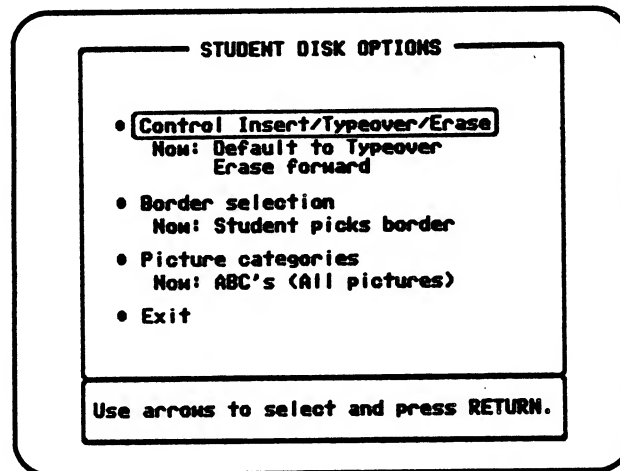 STUDENT DISK OPTIONS
• Control Insert/Typeover/Erase
Now: Default to Typeover
Erase forward
• Border selection
Now: Student picks border
• Picture categories
Now: ABC's (All pictures)
• Exit
Use arrows to select and press RETURN.